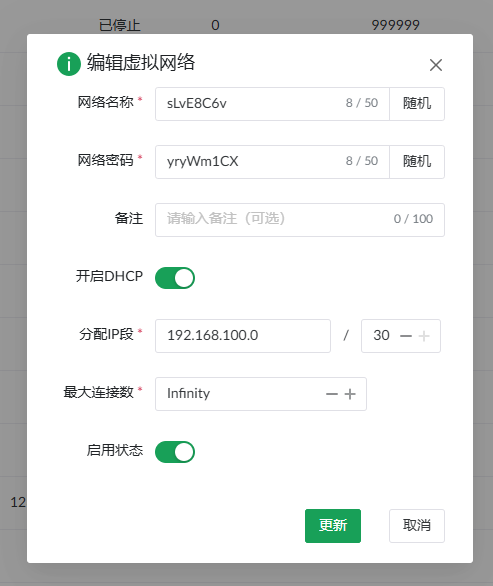 已停止 0 999999
编辑虚拟网络
网络名称 * sLvE8C6v 8 / 50 随机
网络密码 * yryWm1CX 8 / 50 随机
备注 请输入备注（可选） 0 / 100
开启DHCP
分配IP段 * 192.168.100.0 / 30
最大连接数 * Infinity
启用状态
12
更新 取消